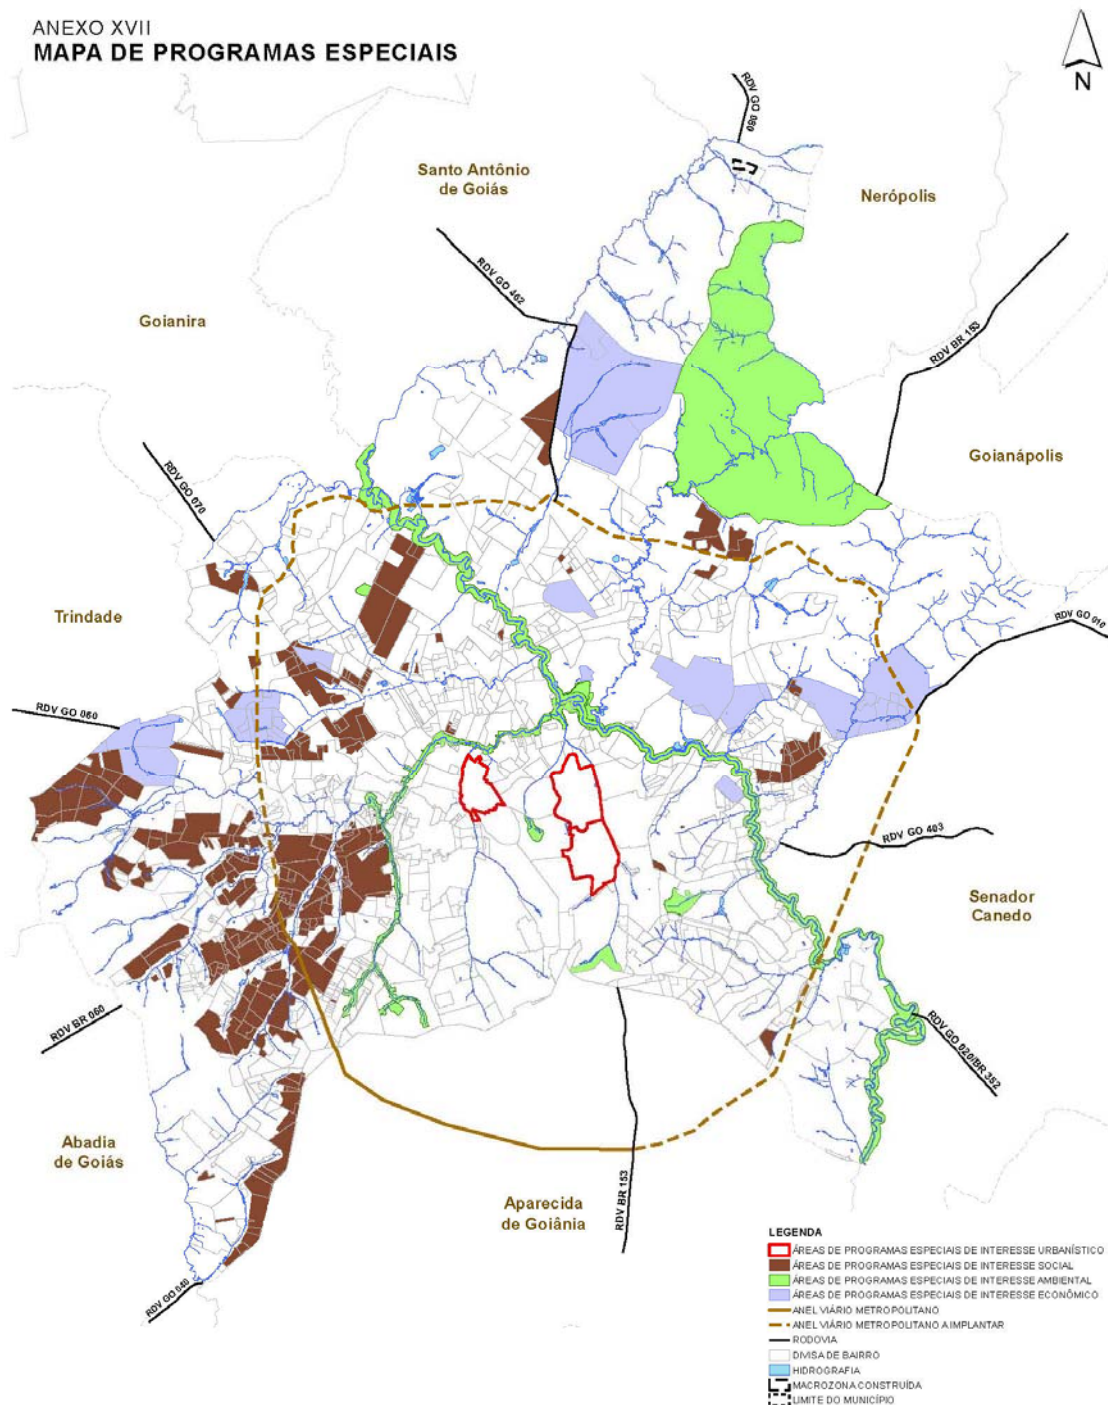 ANEXO XVII
MAPA DE PROGRAMAS ESPECIAIS
N
RDV GO 080
Santo Antônio
de Goiás
Nerópolis
RDV GO 462
Goianira
RDV BR 153
Goianápolis
RDV GO 070
Trindade
RDV GO 010
RDV GO 060
RDV GO 403
Senador
Canedo
RDV BR 060
RDV GO 020/BR 352
Abadia
de Goiás
Aparecida
de Goiânia
RDV BR 153
RDV GO 040
LEGENDA
ÁREAS DE PROGRAMAS ESPECIAIS DE INTERESSE URBANÍSTICO
ÁREAS DE PROGRAMAS ESPECIAIS DE INTERESSE SOCIAL
ÁREAS DE PROGRAMAS ESPECIAIS DE INTERESSE AMBIENTAL
ÁREAS DE PROGRAMAS ESPECIAIS DE INTERESSE ECONÔMICO
ANEL VIÁRIO METROPOLITANO
ANEL VIÁRIO METROPOLITANO A IMPLANTAR
RODOVIA
DIVISA DE BAIRRO
HIDROGRAFIA
MACROZONA CONSTRUÍDA
LIMITE DO MUNICÍPIO